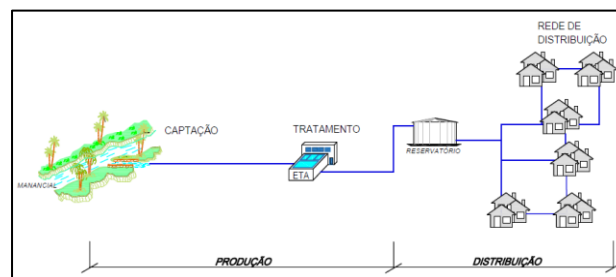 REDE DE
DISTRIBUIÇÃO
CAPTAÇÃO
TRATAMENTO
RESERVATÓRIO
ETA
MANANCIAL
PRODUÇÃO
DISTRIBUIÇÃO